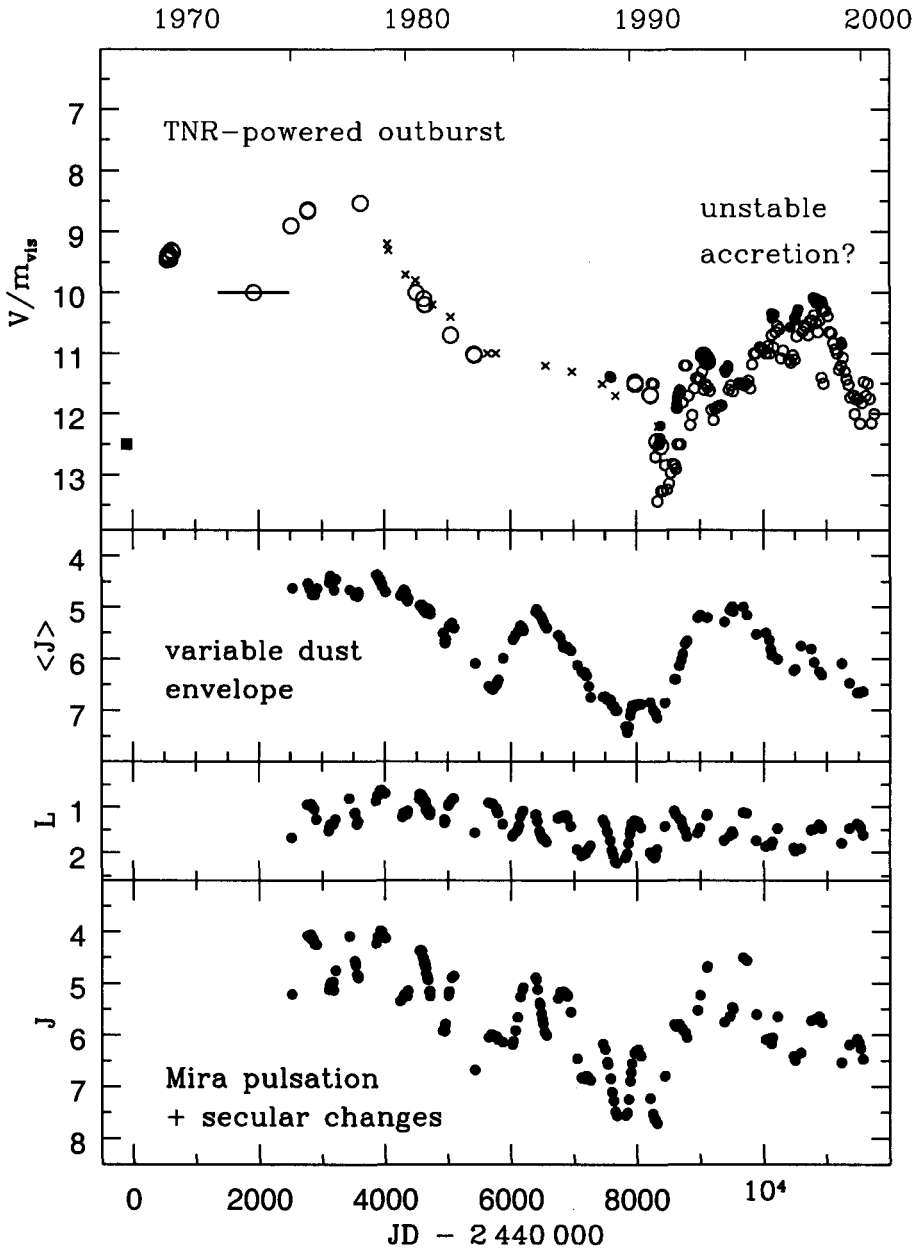 1970 1980 1990 2000
TNR-powered outburst
unstable
accretion?
V/m_vis
7
8
9
10
11
12
13
<J>
4
5
6
7
variable dust
envelope
L
1
2
J
4
5
6
7
8
Mira pulsation
+ secular changes
0 2000 4000 6000 8000 10⁴
JD - 2 440 000